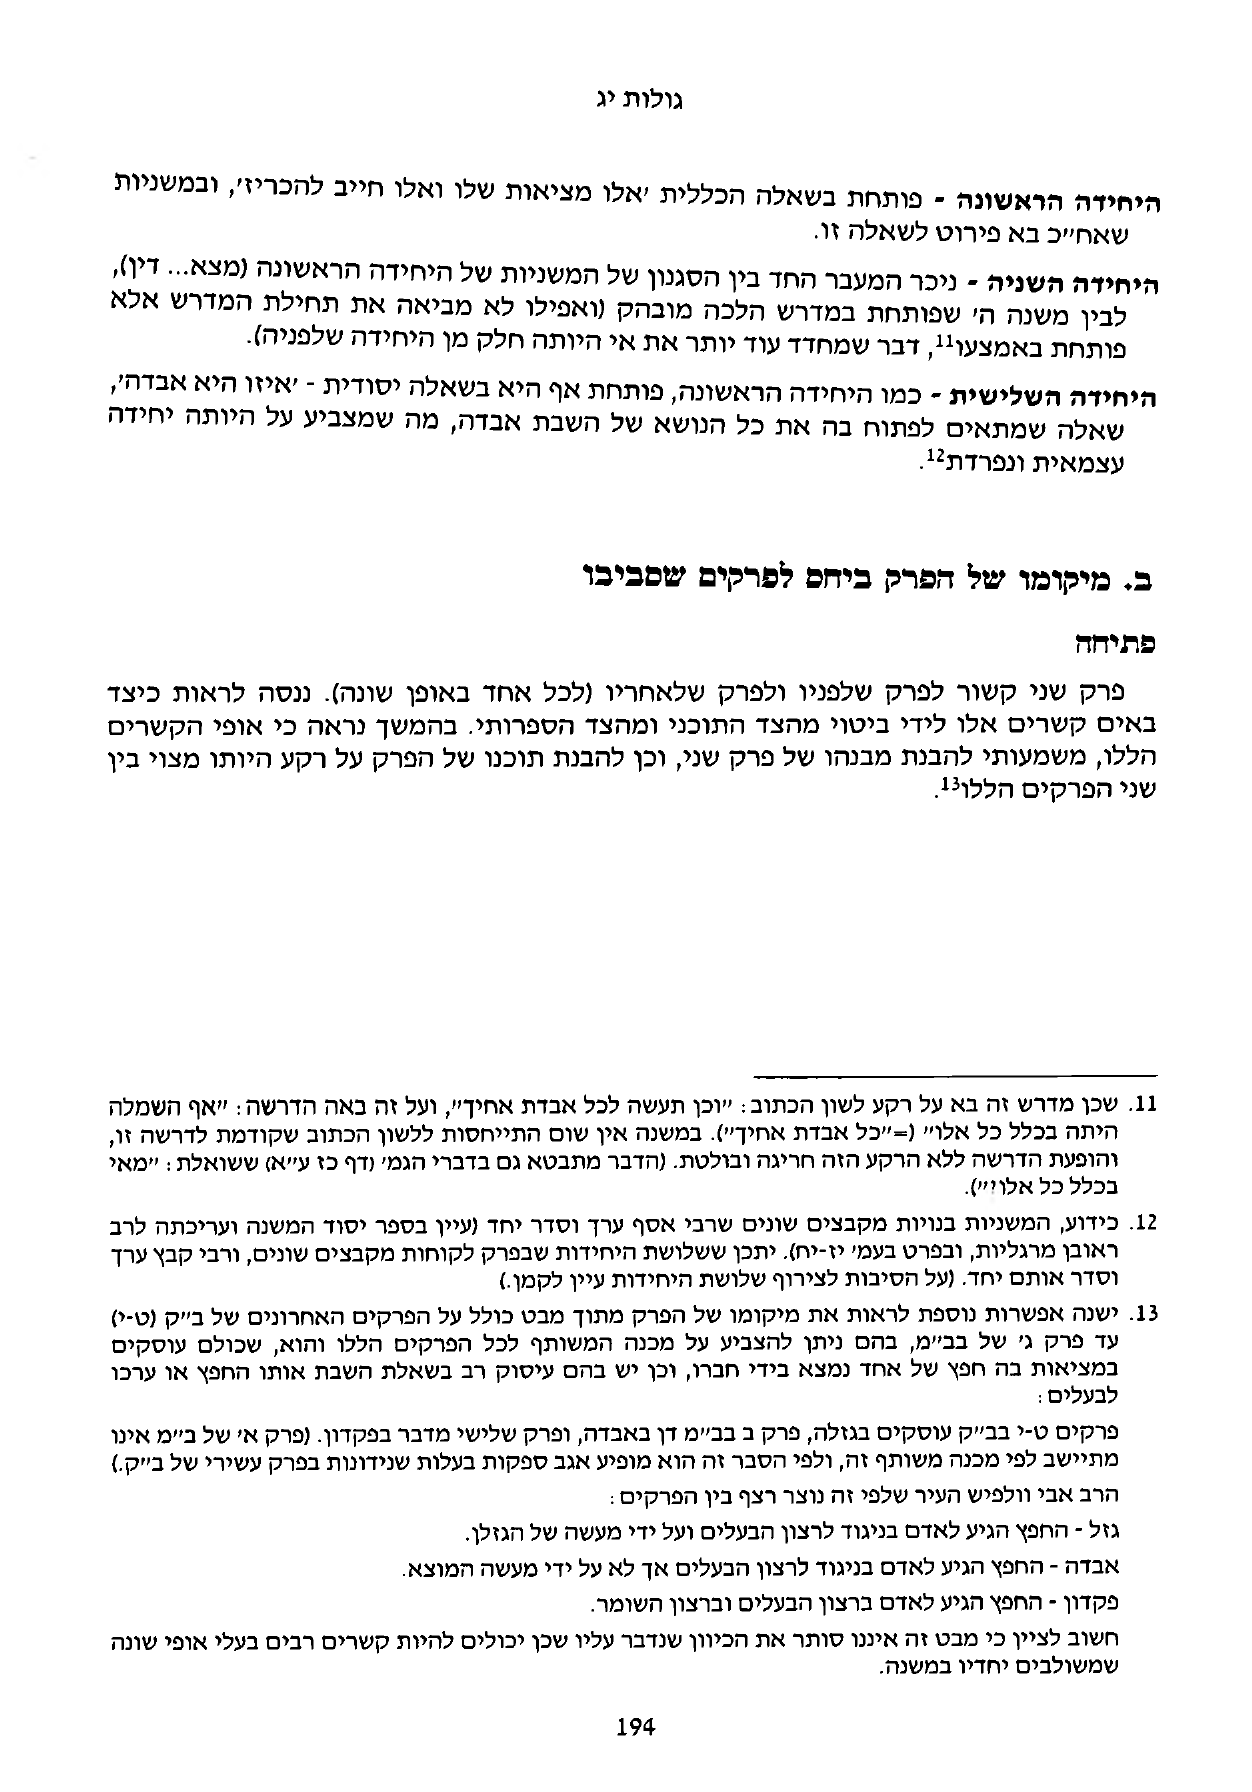 גולות יג
היחידה הראשונה - פותחת בשאלה הכללית 'אלו מציאות שלו ואלו חייב להכריז', ובמשניות
שאח"כ בא פירוט לשאלה זו.
היחידה השניה - ניכר המעבר החד בין הסגנון של המשניות של היחידה הראשונה (מצא... דין),
לבין משנה ה' שפותחת במדרש הלכה מובהק (ואפילו לא מביאה את תחילת המדרש אלא
פותחת באמצעו11, דבר שמחדד עוד יותר את אי היותה חלק מן היחידה שלפניה).
היחידה השלישית - כמו היחידה הראשונה, פותחת אף היא בשאלה יסודית - 'איזו היא אבדה',
שאלה שמתאים לפתוח בה את כל הנושא של השבת אבדה, מה שמצביע על היותה יחידה
עצמאית ונפרדת12.
ב. מיקומו של הפרק ביחס לפרקים שסביבו
פתיחה
פרק שני קשור לפרק שלפניו ולפרק שלאחריו (לכל אחד באופן שונה). ננסה לראות כיצד
באים קשרים אלו לידי ביטוי מהצד התוכני ומהצד הספרותי. בהמשך נראה כי אופי הקשרים
הללו, משמעותי להבנת מבנהו של פרק שני, וכן להבנת תוכנו של הפרק על רקע היותו מצוי בין
שני הפרקים הללו13.
11. שכן מדרש זה בא על רקע לשון הכתוב: "וכן תעשה לכל אבדת אחיך", ועל זה באה הדרשה: "אף השמלה
היתה בכלל כל אלו" (="כל אבדת אחיך"). במשנה אין שום התייחסות ללשון הכתוב שקודמת לדרשה זו,
והופעת הדרשה ללא הרקע הזה חריגה ובולטת. (הדבר מתבטא גם בדברי הגמ' (דף כז ע"א) ששואלת: "מאי
בכלל כל אלו?").
12. כידוע, המשניות בנויות מקבצים שונים שרבי אסף ערך וסדר יחד (עיין בספר יסוד המשנה ועריכתה לרב
ראובן מרגליות, ובפרט בעמ' יז-יח). יתכן ששלושת היחידות שבפרק לקוחות מקבצים שונים, ורבי קבץ ערך
וסדר אותם יחד. (על הסיבות לצירוף שלושת היחידות עיין לקמן.)
13. ישנה אפשרות נוספת לראות את מיקומו של הפרק מתוך מבט כולל על הפרקים האחרונים של ב"ק (ט-י)
עד פרק ג' של בב"מ, בהם ניתן להצביע על מכנה המשותף לכל הפרקים הללו והוא, שכולם עוסקים
במציאות בה חפץ של אחד נמצא בידי חברו, וכן יש בהם עיסוק רב בשאלת השבת אותו החפץ או ערכו
לבעלים:
פרקים ט-י בב"ק עוסקים בגזלה, פרק ב בב"מ דן באבדה, ופרק שלישי מדבר בפקדון. (פרק א' של ב"מ אינו
מתיישב לפי מכנה משותף זה, ולפי הסבר זה הוא מופיע אגב ספקות בעלות שנידונות בפרק עשירי של ב"ק.)
הרב אבי וולפיש העיר שלפי זה נוצר רצף בין הפרקים:
גזל - החפץ הגיע לאדם בניגוד לרצון הבעלים ועל ידי מעשה של הגזלן.
אבדה - החפץ הגיע לאדם בניגוד לרצון הבעלים אך לא על ידי מעשה המוצא.
פקדון - החפץ הגיע לאדם ברצון הבעלים וברצון השומר.
חשוב לציין כי מבט זה איננו סותר את הכיוון שנדבר עליו שכן יכולים להיות קשרים רבים בעלי אופי שונה
שמשולבים יחדיו במשנה.
194